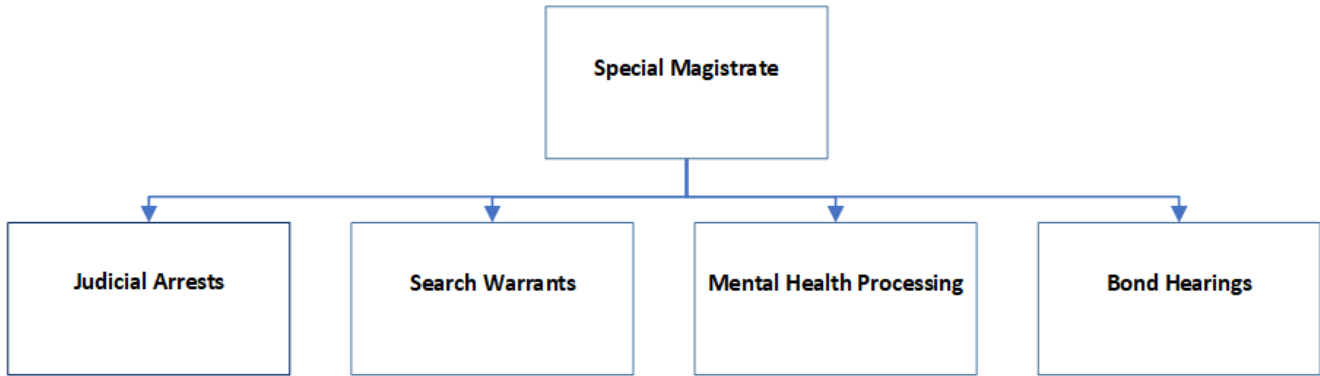 Special Magistrate
Judicial Arrests
Search Warrants
Mental Health Processing
Bond Hearings